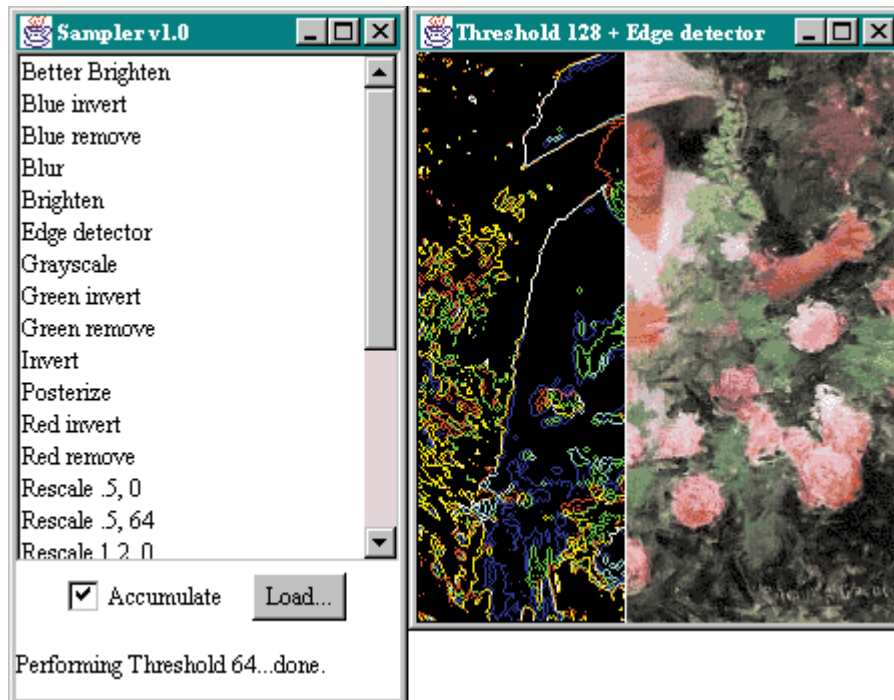 Sampler v1.0
Better Brighten
Blue invert
Blue remove
Blur
Brighten
Edge detector
Grayscale
Green invert
Green remove
Invert
Posterize
Red invert
Red remove
Rescale .5, 0
Rescale .5, 64
Rescale 1.2, 0
Accumulate
Load...
Performing Threshold 64...done.
Threshold 128 + Edge detector